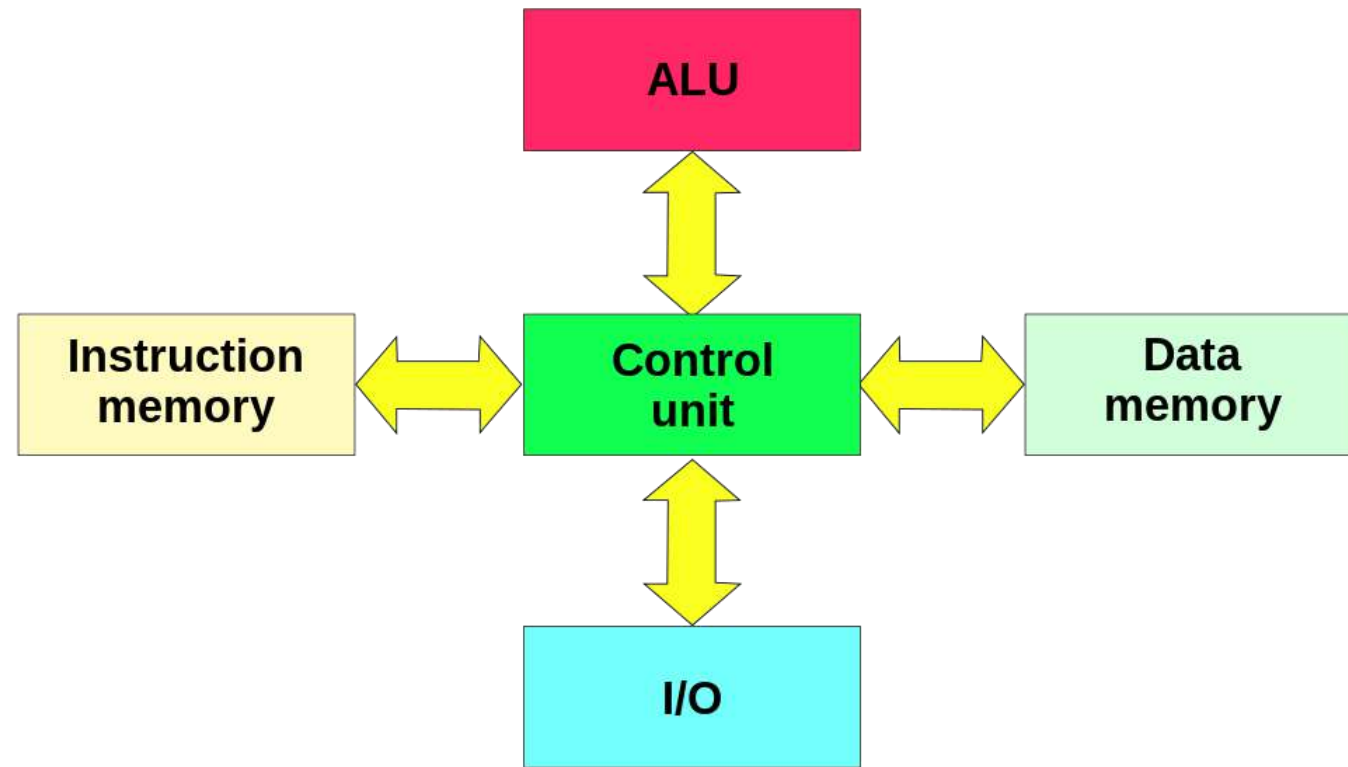 ALU
Instruction
memory
Control
unit
Data
memory
I/O